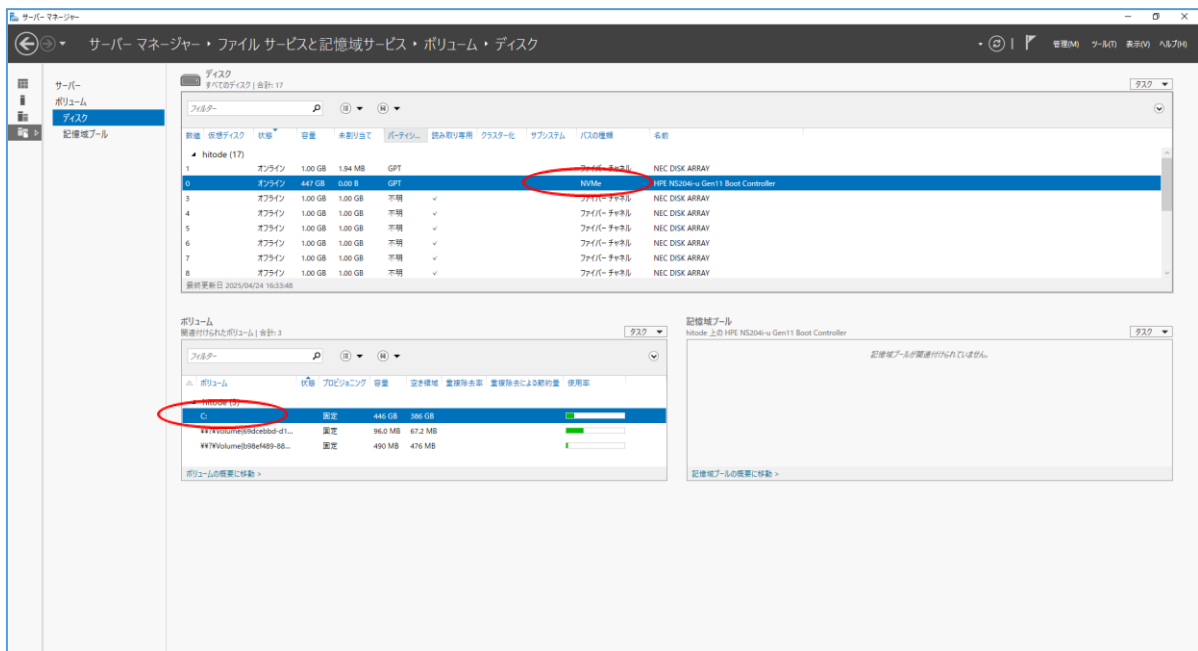 サーバー マネージャー
サーバー マネージャー ・ ファイル サービスと記憶域サービス ・ ボリューム ・ ディスク
管理(M) ツール(T) 表示(V) ヘルプ(H)
サーバー
ボリューム
ディスク
記憶域プール
ディスク
すべてのディスク | 合計: 17
タスク
フィルター
数値 仮想ディスク 状態 容量 未割り当て パーティシ... 読み取り専用 クラスター化 サブシステム バスの種類 名前
hitode (17)
1 オンライン 1.00 GB 1.94 MB GPT ファイバー チャネル NEC DISK ARRAY
0 オンライン 447 GB 0.00 B GPT NVMe HPE NS204i-u Gen11 Boot Controller
3 オフライン 1.00 GB 1.00 GB 不明 ✓ ファイバー チャネル NEC DISK ARRAY
4 オフライン 1.00 GB 1.00 GB 不明 ✓ ファイバー チャネル NEC DISK ARRAY
5 オフライン 1.00 GB 1.00 GB 不明 ✓ ファイバー チャネル NEC DISK ARRAY
6 オフライン 1.00 GB 1.00 GB 不明 ✓ ファイバー チャネル NEC DISK ARRAY
7 オフライン 1.00 GB 1.00 GB 不明 ✓ ファイバー チャネル NEC DISK ARRAY
8 オフライン 1.00 GB 1.00 GB 不明 ✓ ファイバー チャネル NEC DISK ARRAY
最終更新日 2025/04/24 16:33:48
ボリューム
関連付けられたボリューム | 合計: 3
タスク
フィルター
ボリューム 状態 プロビジョニング 容量 空き領域 重複除去率 重複除去による節約量 使用率
hitode (3)
C: 固定 446 GB 386 GB
¥¥?¥Volume{69dcebbd-d1... 固定 96.0 MB 67.2 MB
¥¥?¥Volume{b98ef489-88... 固定 490 MB 476 MB
ボリュームの概要に移動 >
記憶域プール
hitode 上の HPE NS204i-u Gen11 Boot Controller
タスク
記憶域プールが関連付けられていません。
記憶域プールの概要に移動 >